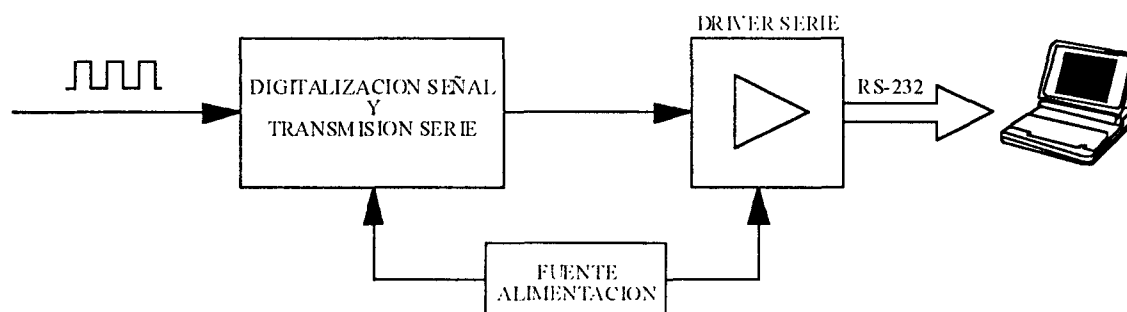 DRIVER SERIE
DIGITALIZACION SEÑAL
Y
TRANSMISION SERIE
RS-232
FUENTE
ALIMENTACION